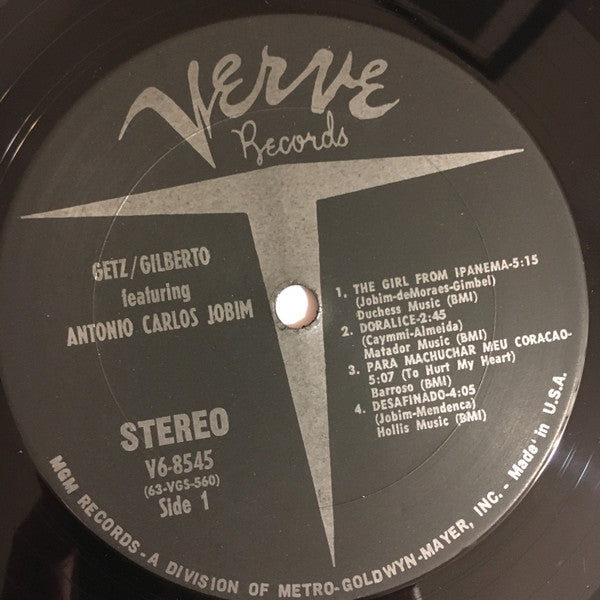 Verve
Records
GETZ/GILBERTO
featuring
ANTONIO CARLOS JOBIM
STEREO
V6-8545
(63-VGS-560)
Side 1
1. THE GIRL FROM IPANEMA-5:15
(Jobim-deMoraes-Gimbel)
Duchess Music (BMI)
2. DORALICE-2:45
(Caymmi-Almeida)
Matador Music (BMI)
3. PARA MACHUCHAR MEU CORACAO-
5:07 (To Hurt My Heart)
Barroso (BMI)
4. DESAFINADO-4:05
(Jobim-Mendenca)
Hollis Music (BMI)
MGM RECORDS-A DIVISION OF METRO-GOLDWYN-MAYER, INC.-Made in U.S.A.